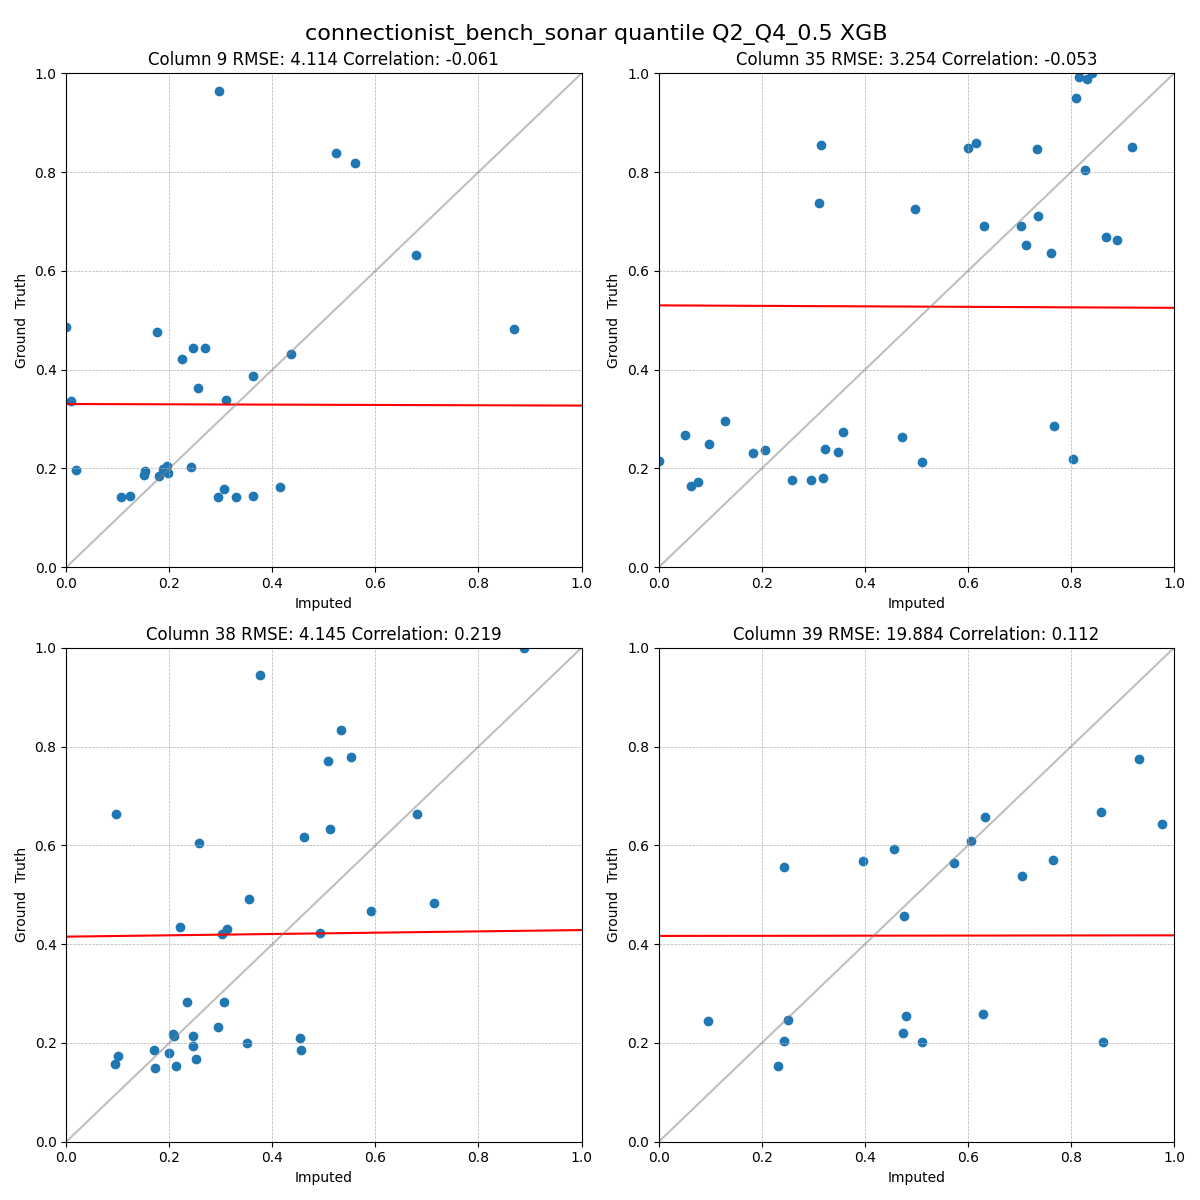 connectionist_bench_sonar quantile Q2_Q4_0.5 XGB
Column 9 RMSE: 4.114 Correlation: -0.061
1.0
0.8
0.6
0.4
0.2
0.0
Ground Truth
0.0 0.2 0.4 0.6 0.8 1.0
Imputed
Column 35 RMSE: 3.254 Correlation: -0.053
1.0
0.8
0.6
0.4
0.2
0.0
Ground Truth
0.0 0.2 0.4 0.6 0.8 1.0
Imputed
Column 38 RMSE: 4.145 Correlation: 0.219
1.0
0.8
0.6
0.4
0.2
0.0
Ground Truth
0.0 0.2 0.4 0.6 0.8 1.0
Imputed
Column 39 RMSE: 19.884 Correlation: 0.112
1.0
0.8
0.6
0.4
0.2
0.0
Ground Truth
0.0 0.2 0.4 0.6 0.8 1.0
Imputed